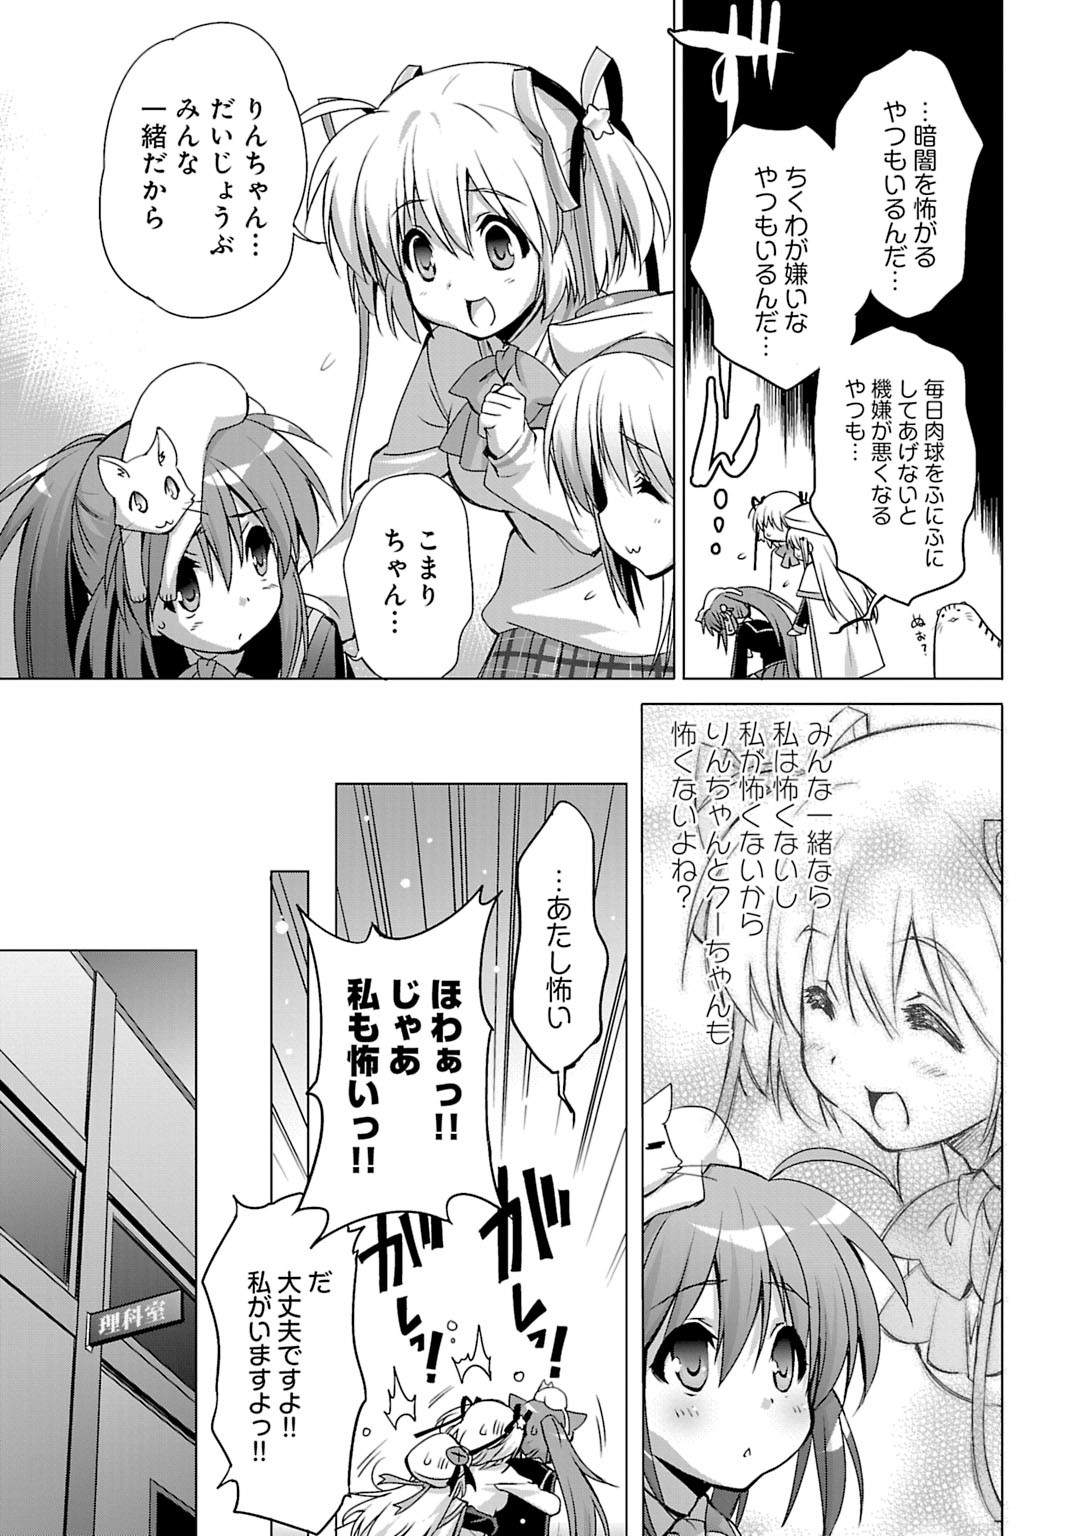 …暗闇を怖がる
やつもいるんだ…
ちくわが嫌いな
やつもいるんだ…
毎日肉球をふにふに
してあげないと
機嫌が悪くなる
やつも…
ず
ーん
ぬぉ?
りんちゃん…
だいじょうぶ
みんな
一緒だから
こまり
ちゃん…
みんな一緒なら
私は怖くないし
私が怖くないから
りんちゃんとクーちゃんも
怖くないよね?
…あたし怖い
ほわぁっ!!
じゃあ
私も怖いっ!!
がしっ!
がしっ!
だ
大丈夫ですよ!!
私がいますよっ!!
理科室